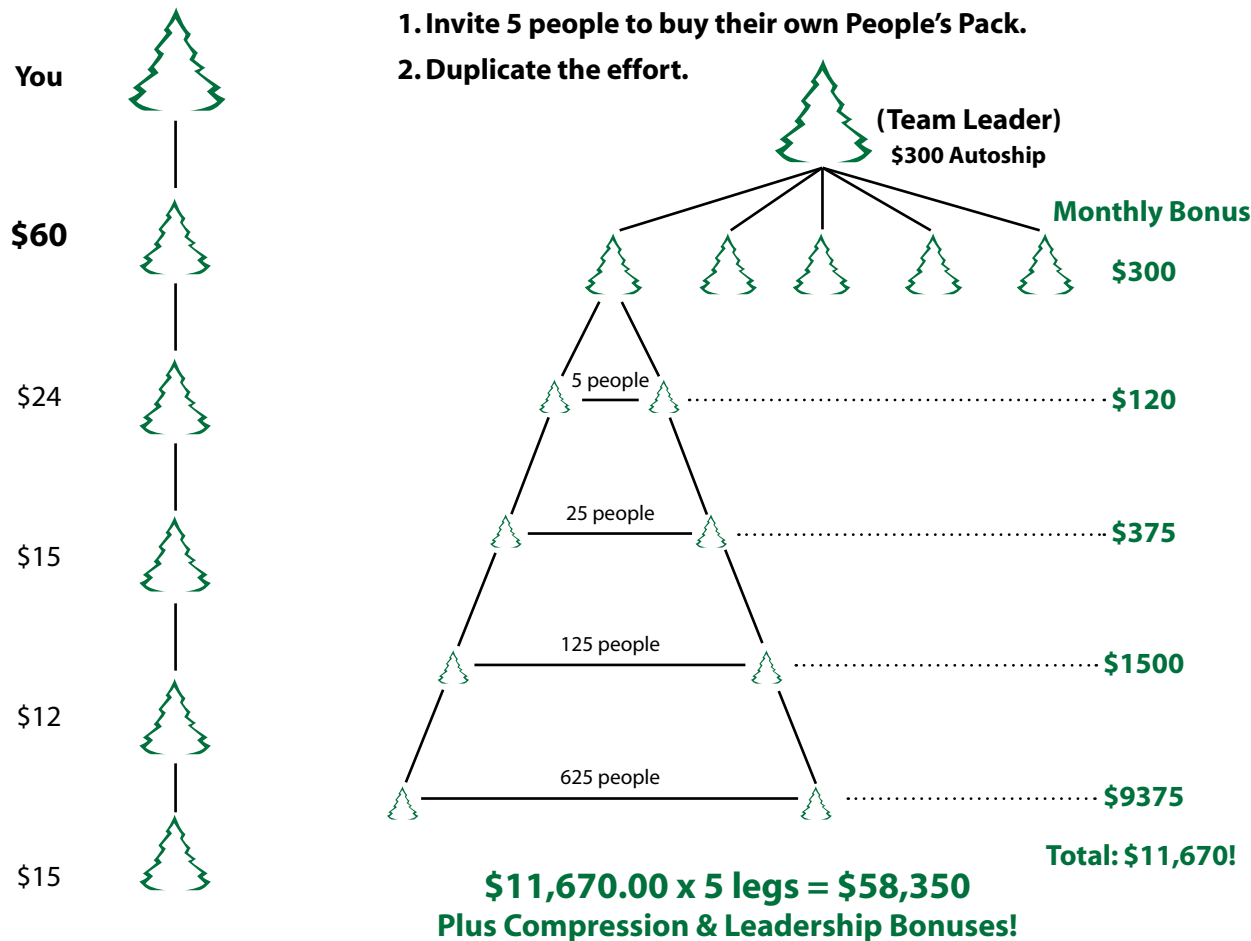 1. Invite 5 people to buy their own People’s Pack.
2. Duplicate the effort.
You
$60
$24
$15
$12
$15
(Team Leader)
$300 Autoship
Monthly Bonus
$300
5 people
$120
25 people
$375
125 people
$1500
625 people
$9375
Total: $11,670!
$11,670.00 x 5 legs = $58,350
Plus Compression & Leadership Bonuses!